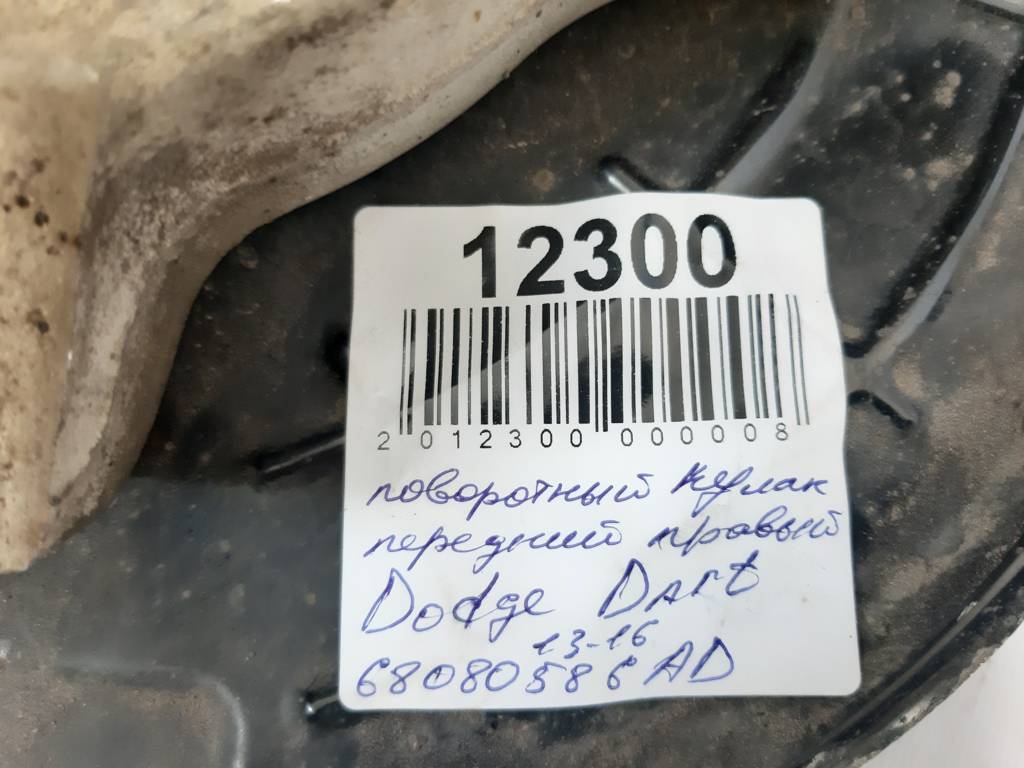 12300
2 012300 000008
поворотный кулак
передний правый
Dodge Dart
13-16
68080586AD